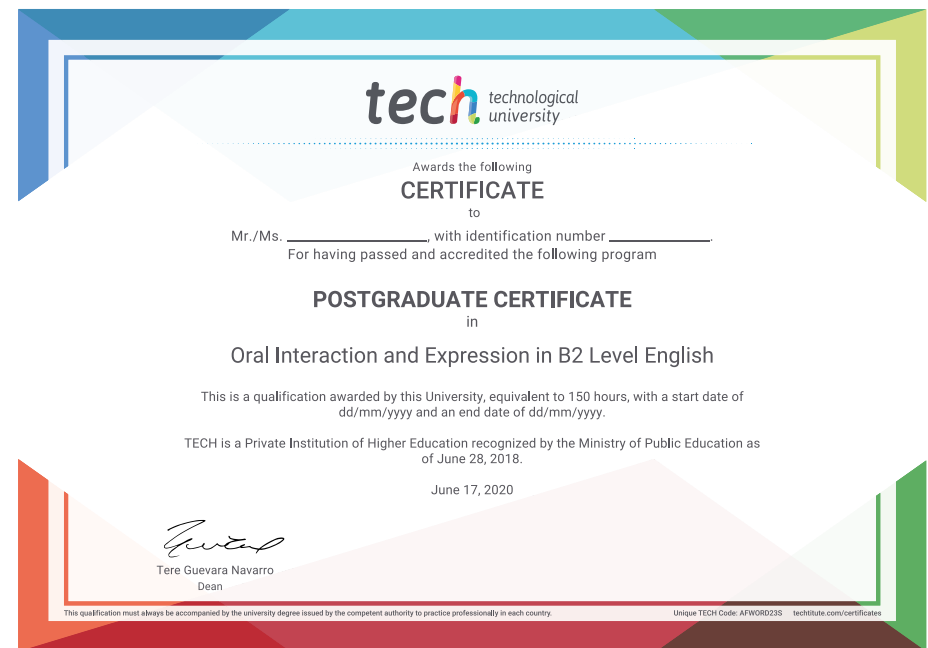 tech technological
university
Awards the following
CERTIFICATE
to
Mr./Ms. ____________________, with identification number ______________.
For having passed and accredited the following program
POSTGRADUATE CERTIFICATE
in
Oral Interaction and Expression in B2 Level English
This is a qualification awarded by this University, equivalent to 150 hours, with a start date of
dd/mm/yyyy and an end date of dd/mm/yyyy.
TECH is a Private Institution of Higher Education recognized by the Ministry of Public Education as
of June 28, 2018.
June 17, 2020
Tere Guevara Navarro
Dean
This qualification must always be accompanied by the university degree issued by the competent authority to practice professionally in each country. Unique TECH Code: AFWORD23S techtitute.com/certificates